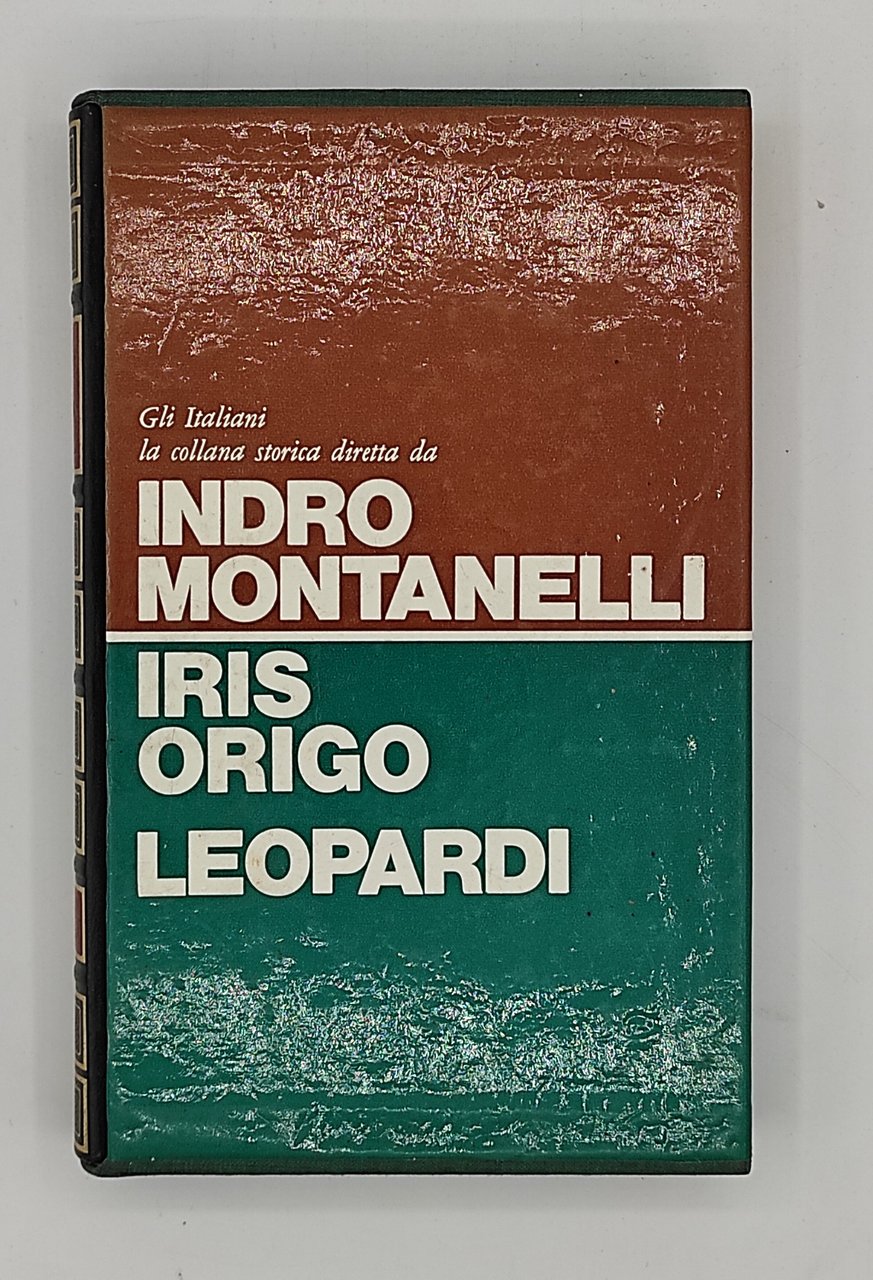 Gli Italiani
la collana storica diretta da
INDRO
MONTANELLI
IRIS
ORIGO
LEOPARDI